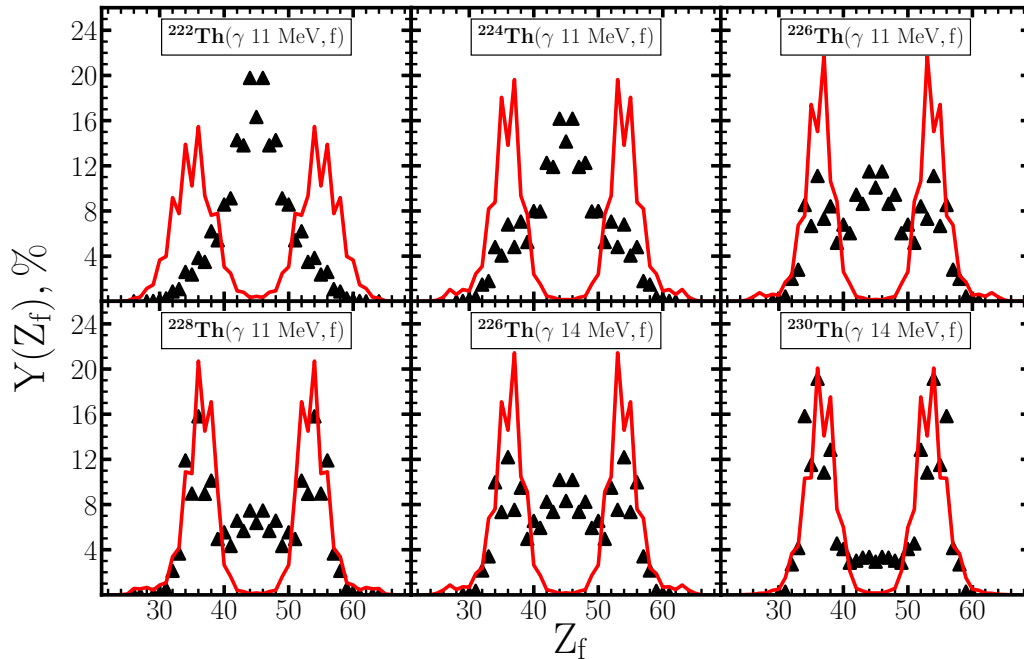 ²²²Th(γ 11 MeV, f)
²²⁴Th(γ 11 MeV, f)
²²⁶Th(γ 11 MeV, f)
24
20
16
12
8
4
²²⁸Th(γ 11 MeV, f)
²²⁶Th(γ 14 MeV, f)
²³⁰Th(γ 14 MeV, f)
24
20
16
12
8
4
Y(Z_f), %
30 40 50 60 30 40 50 60 30 40 50 60
Z_f